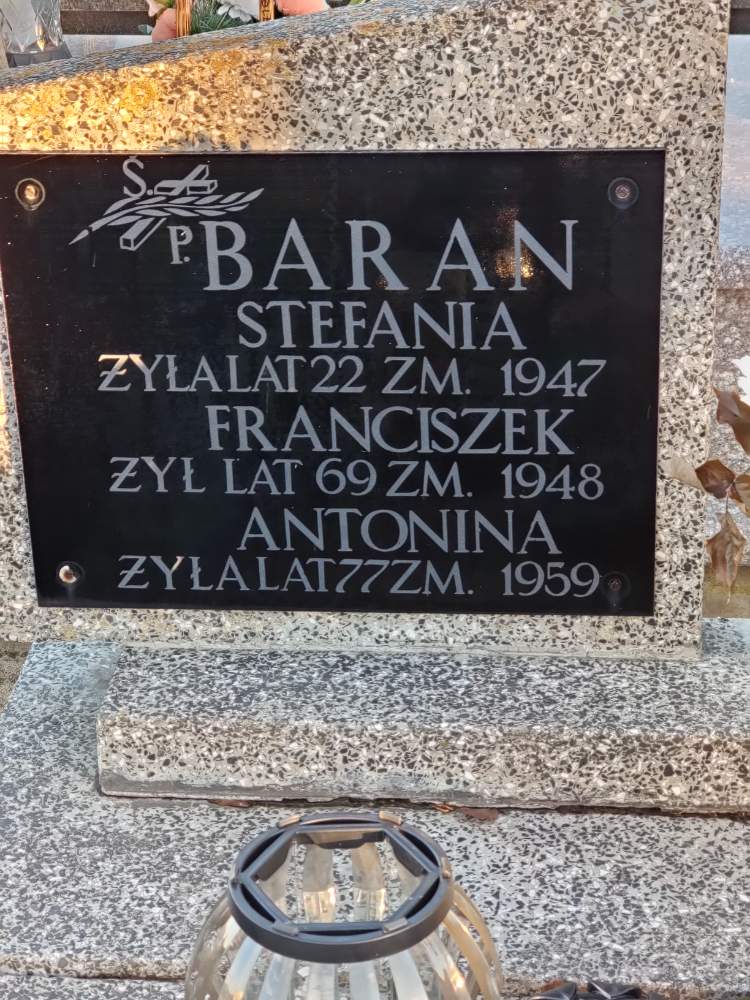 Ś. P.
BARAN
STEFANIA
ŻYŁA LAT 22 ZM. 1947
FRANCISZEK
ŻYŁ LAT 69 ZM. 1948
ANTONINA
ŻYŁA LAT 77 ZM. 1959